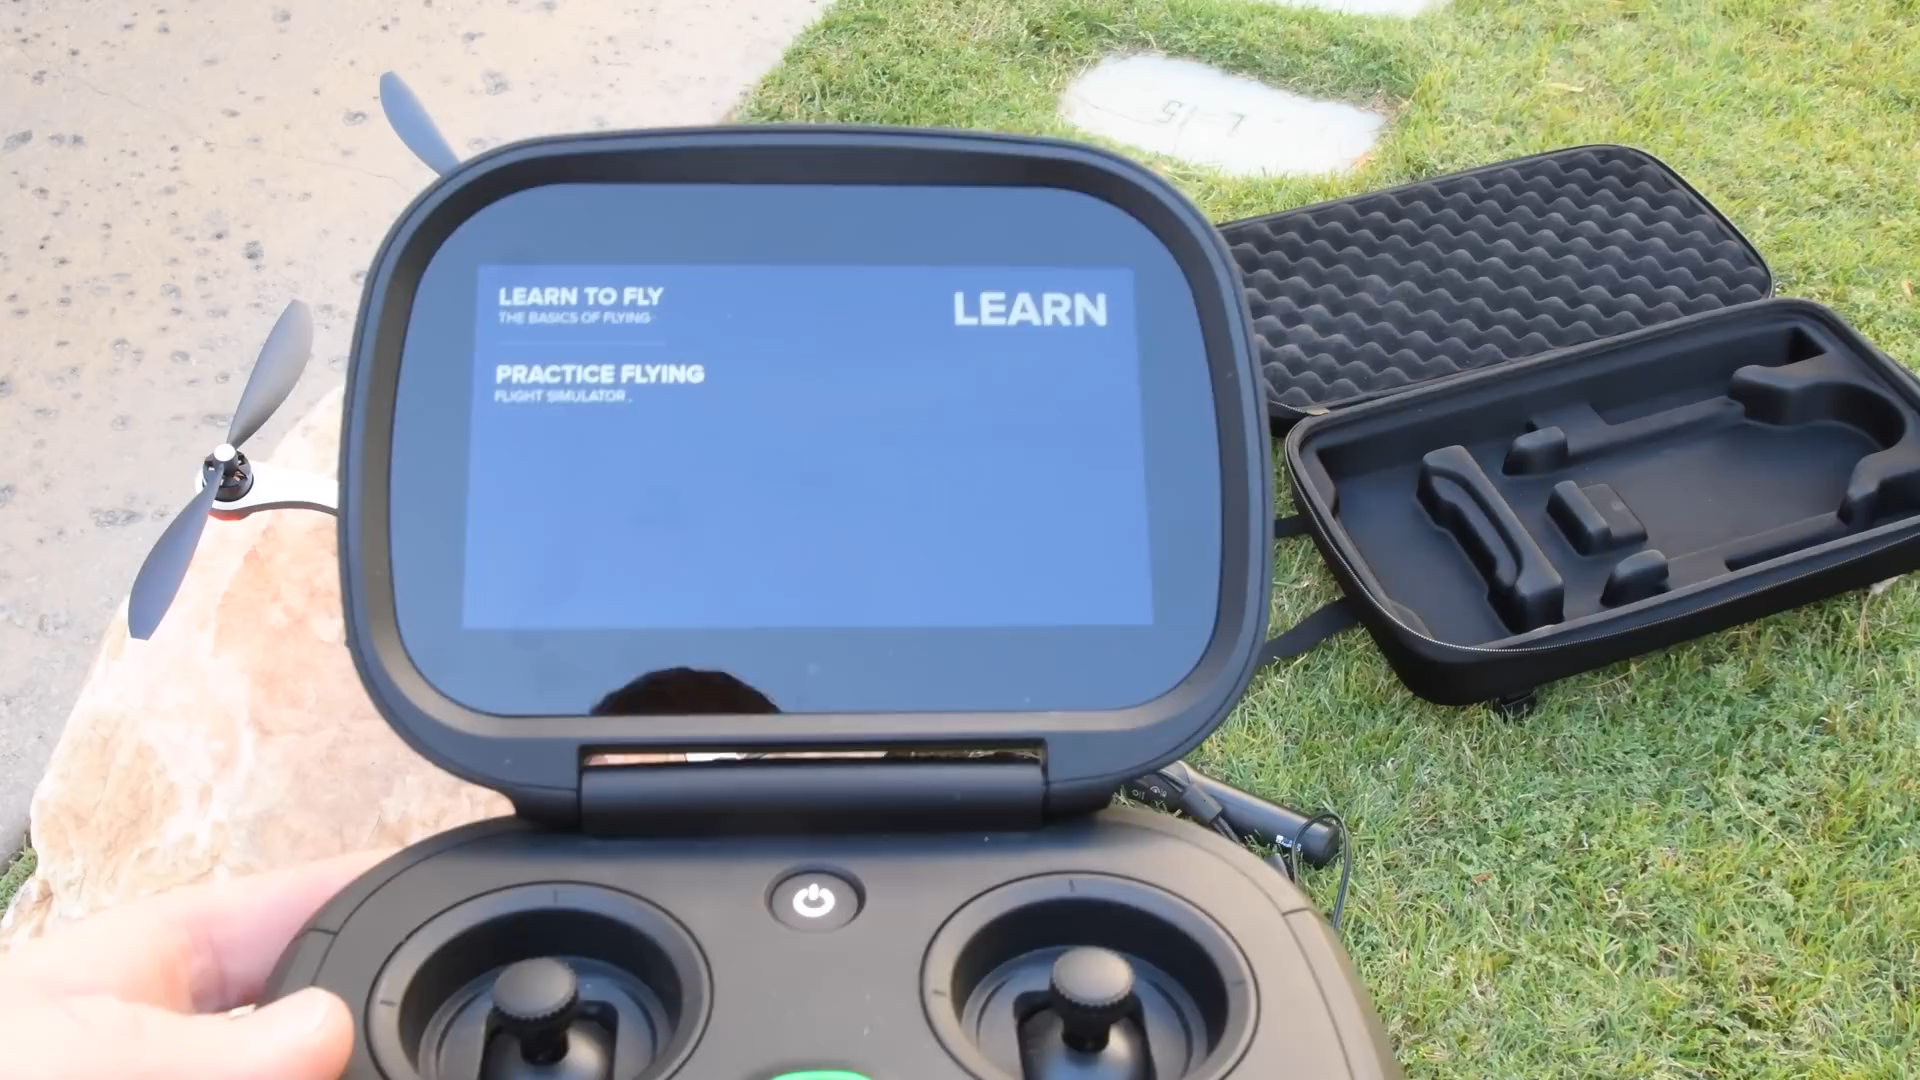 LEARN TO FLY
THE BASICS OF FLYING
LEARN
PRACTICE FLYING
FLIGHT SIMULATOR.